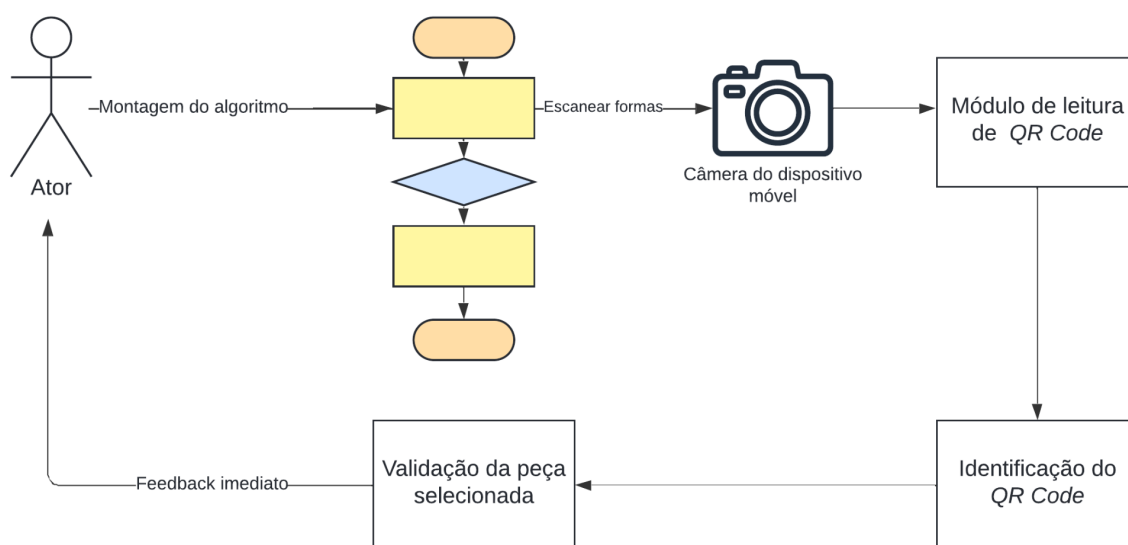 Montagem do algoritmo
Escanear formas
Módulo de leitura
de QR Code
Câmera do dispositivo
móvel
Ator
Validação da peça
selecionada
Identificação do
QR Code
Feedback imediato